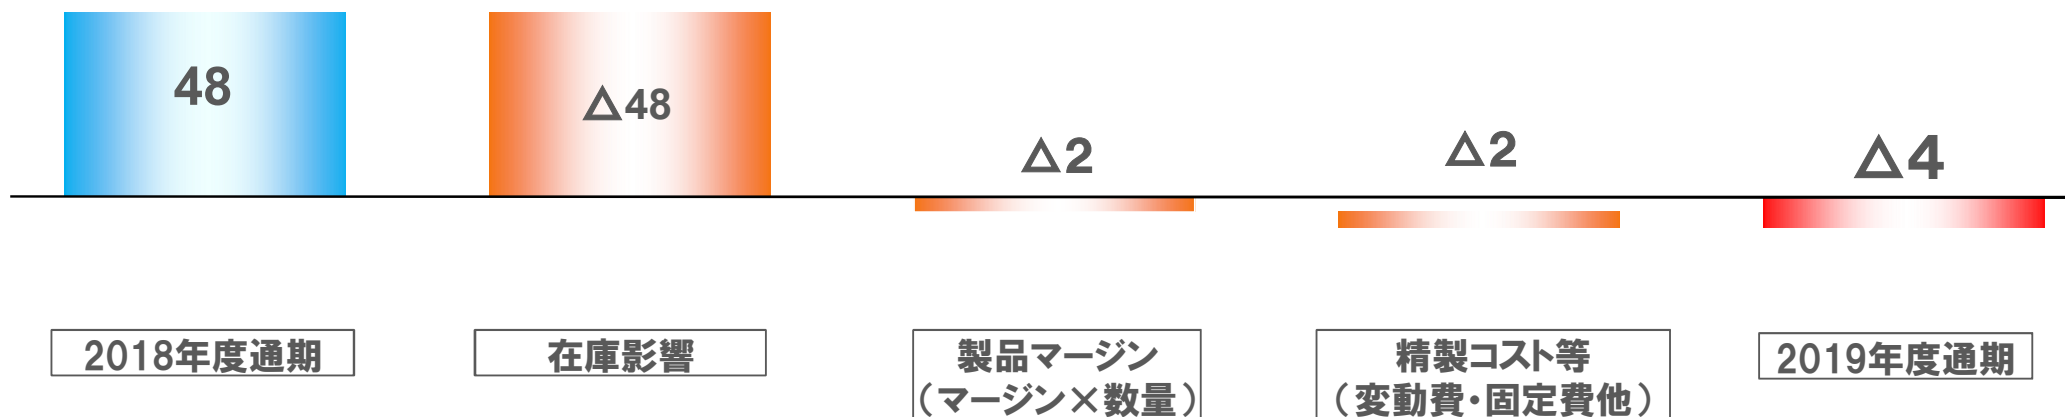 48
△48
△2
△2
△4
2018年度通期
在庫影響
製品マージン
（マージン×数量）
精製コスト等
（変動費・固定費他）
2019年度通期